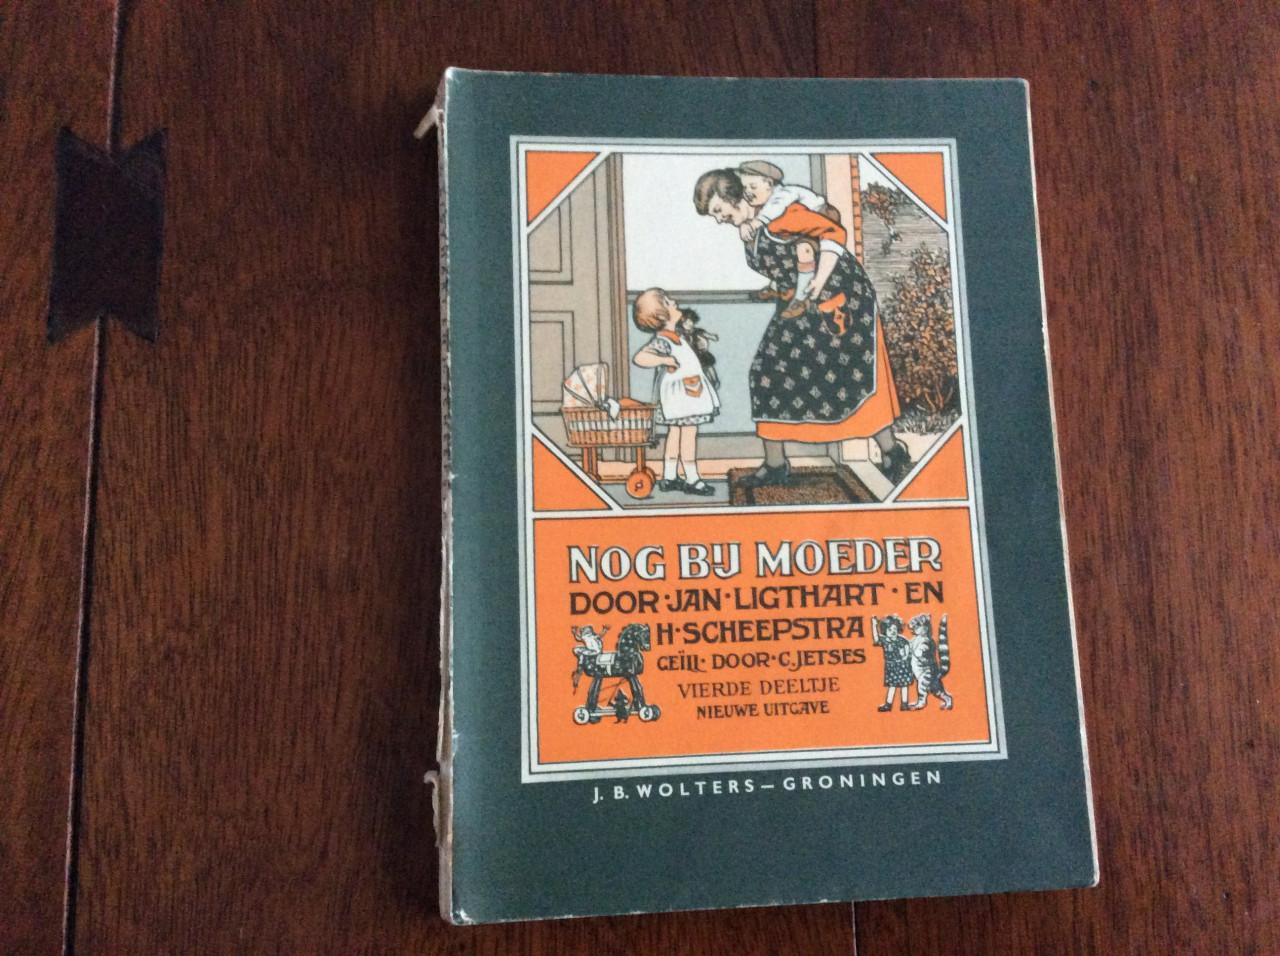 NOG BIJ MOEDER
DOOR·JAN·LIGTHART·EN
H·SCHEEPSTRA
GEÏLL·DOOR·C.JETSES
VIERDE DEELTJE
NIEUWE UITGAVE
J. B. WOLTERS – GRONINGEN